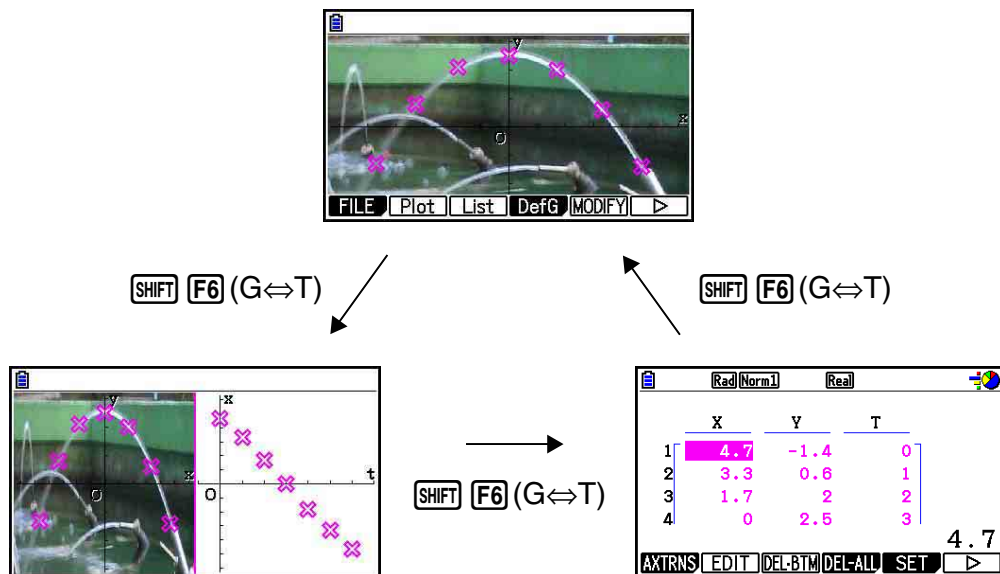 y
x
O
FILE Plot List DefG MODIFY ▷
SHIFT F6 (G⇔T)
SHIFT F6 (G⇔T)
y
x
O
x
t
O
SHIFT F6 (G⇔T)
Rad Norm1 Real
X Y T
1 4.7 -1.4 0
2 3.3 0.6 1
3 1.7 2 2
4 0 2.5 3
4.7
AXTRNS EDIT DEL-BTM DEL-ALL SET ▷